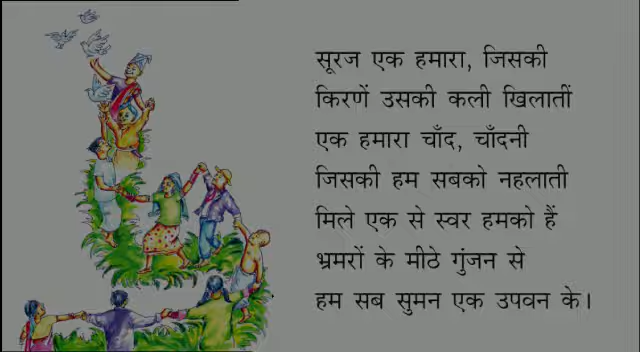 सूरज एक हमारा, जिसकी
किरणें उसकी कली खिलातीं
एक हमारा चाँद, चाँदनी
जिसकी हम सबको नहलाती
मिले एक से स्वर हमको हैं
भ्रमरों के मीठे गुंजन से
हम सब सुमन एक उपवन के।